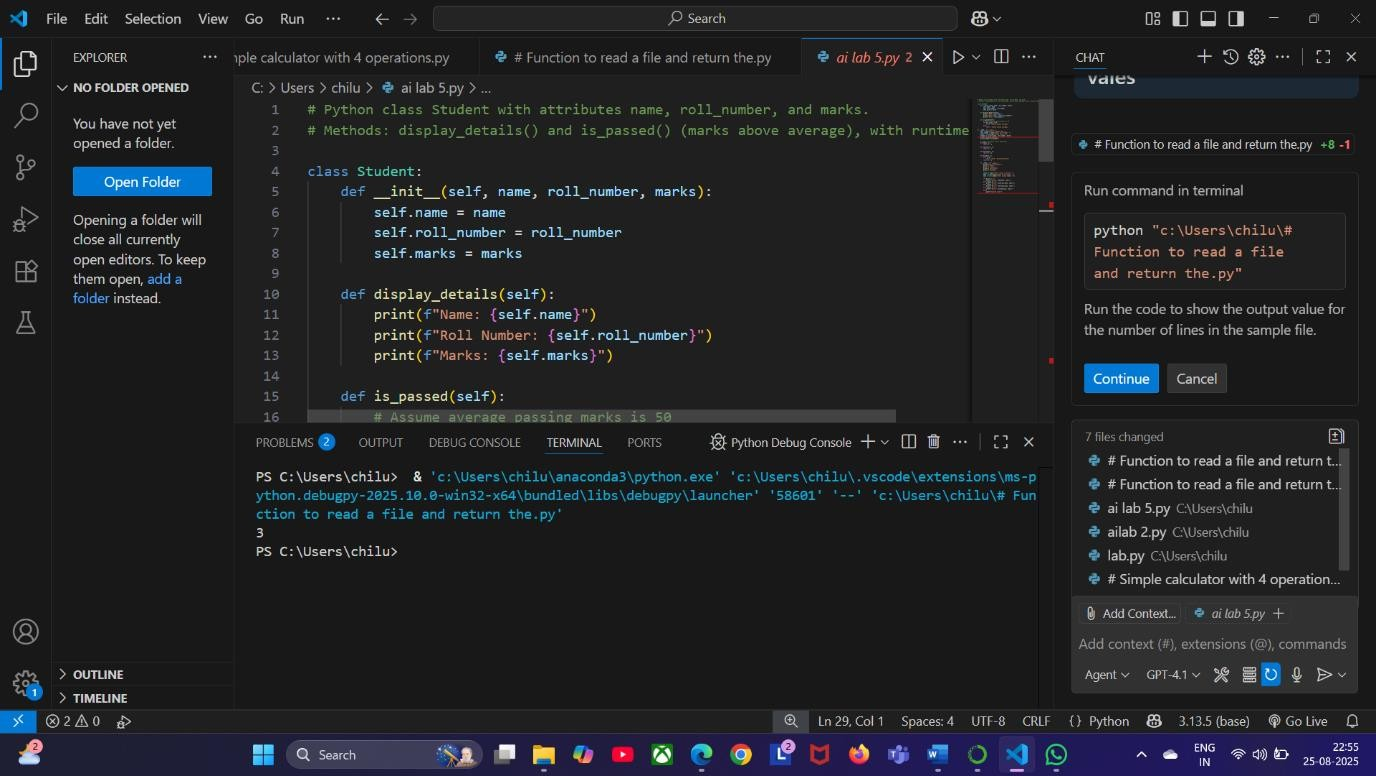 File Edit Selection View Go Run ··· Search
EXPLORER ···
NO FOLDER OPENED
You have not yet
opened a folder.
Open Folder
Opening a folder will
close all currently
open editors. To keep
them open, add a
folder instead.
OUTLINE
TIMELINE
calculator with 4 operations.py
# Function to read a file and return the.py
ai lab 5.py 2
C: > Users > chilu > ai lab 5.py > ...
1 # Python class Student with attributes name, roll_number, and marks.
2 # Methods: display_details() and is_passed() (marks above average), with runtime
3
4 class Student:
5 def __init__(self, name, roll_number, marks):
6 self.name = name
7 self.roll_number = roll_number
8 self.marks = marks
9
10 def display_details(self):
11 print(f"Name: {self.name}")
12 print(f"Roll Number: {self.roll_number}")
13 print(f"Marks: {self.marks}")
14
15 def is_passed(self):
16 # Assume average passing marks is 50
PROBLEMS 2 OUTPUT DEBUG CONSOLE TERMINAL PORTS Python Debug Console
PS C:\Users\chilu> & 'c:\Users\chilu\anaconda3\python.exe' 'c:\Users\chilu\.vscode\extensions\ms-p
ython.debugpy-2025.10.0-win32-x64\bundled\libs\debugpy\launcher' '58601' '--' 'c:\Users\chilu\# Fun
ction to read a file and return the.py'
3
PS C:\Users\chilu>
CHAT
vales
# Function to read a file and return the.py +8 -1
Run command in terminal
python "c:\Users\chilu\#
Function to read a file
and return the.py"
Run the code to show the output value for
the number of lines in the sample file.
Continue Cancel
7 files changed
# Function to read a file and return t...
# Function to read a file and return t...
ai lab 5.py C:\Users\chilu
ailab 2.py C:\Users\chilu
lab.py C:\Users\chilu
# Simple calculator with 4 operation...
Add Context... ai lab 5.py
Add context (#), extensions (@), commands
Agent GPT-4.1
1
2 0 Ln 29, Col 1 Spaces: 4 UTF-8 CRLF {} Python 3.13.5 (base) Go Live
2 Search 2 ENG
IN
22:55
25-08-2025